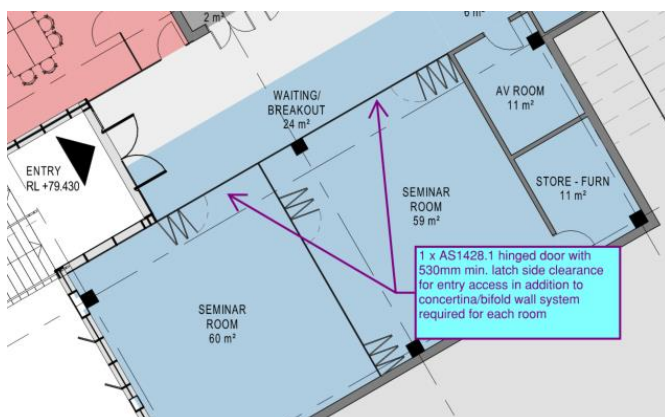 2 m²
6 m²
WAITING/
BREAKOUT
24 m²
AV ROOM
11 m²
ENTRY
RL +79.430
STORE - FURN
11 m²
SEMINAR
ROOM
59 m²
1 x AS1428.1 hinged door with
530mm min. latch side clearance
for entry access in addition to
concertina/bifold wall system
required for each room
SEMINAR
ROOM
60 m²